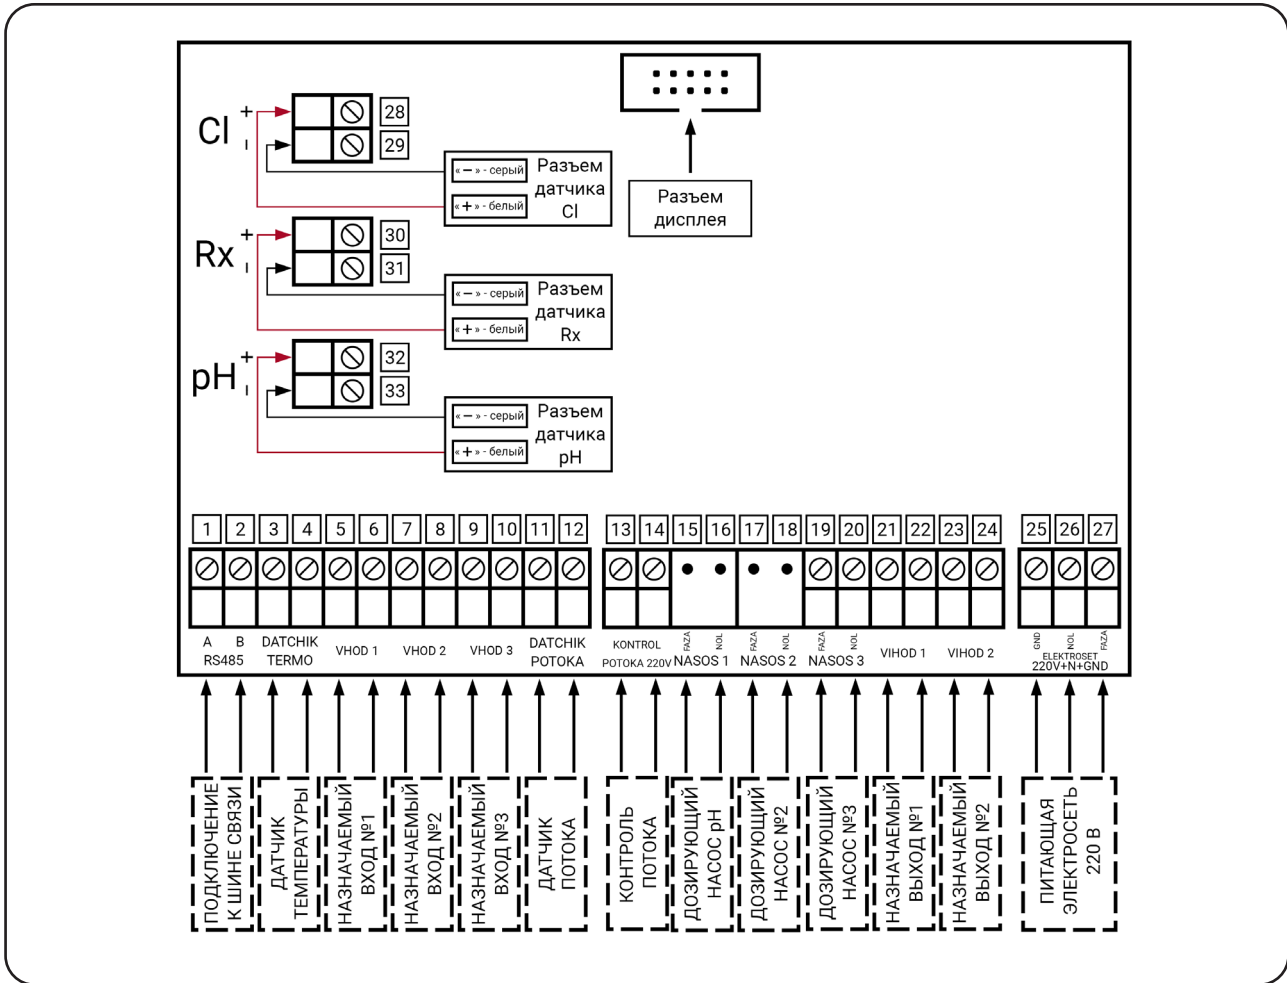 Cl
+
−
28
29
« − » - серый
« + » - белый
Разъем
датчика
Cl
Разъем
дисплея
Rx
+
−
30
31
« − » - серый
« + » - белый
Разъем
датчика
Rx
pH
+
−
32
33
« − » - серый
« + » - белый
Разъем
датчика
pH
1 2 3 4 5 6 7 8 9 10 11 12 13 14 15 16 17 18 19 20 21 22 23 24 25 26 27
A B
RS485
DATCHIK
TERMO
VHOD 1
VHOD 2
VHOD 3
DATCHIK
POTOKA
KONTROL
POTOKA 220V
FAZA
NOL
NASOS 1
FAZA
NOL
NASOS 2
FAZA
NOL
NASOS 3
VIHOD 1
VIHOD 2
GND
NOL
FAZA
ELEKTROSET
220V+N+GND
ПОДКЛЮЧЕНИЕ
К ШИНЕ СВЯЗИ
ДАТЧИК
ТЕМПЕРАТУРЫ
НАЗНАЧАЕМЫЙ
ВХОД №1
НАЗНАЧАЕМЫЙ
ВХОД №2
НАЗНАЧАЕМЫЙ
ВХОД №3
ДАТЧИК
ПОТОКА
КОНТРОЛЬ
ПОТОКА
ДОЗИРУЮЩИЙ
НАСОС pH
ДОЗИРУЮЩИЙ
НАСОС №2
ДОЗИРУЮЩИЙ
НАСОС №3
НАЗНАЧАЕМЫЙ
ВЫХОД №1
НАЗНАЧАЕМЫЙ
ВЫХОД №2
ПИТАЮЩАЯ
ЭЛЕКТРОСЕТЬ
220 В